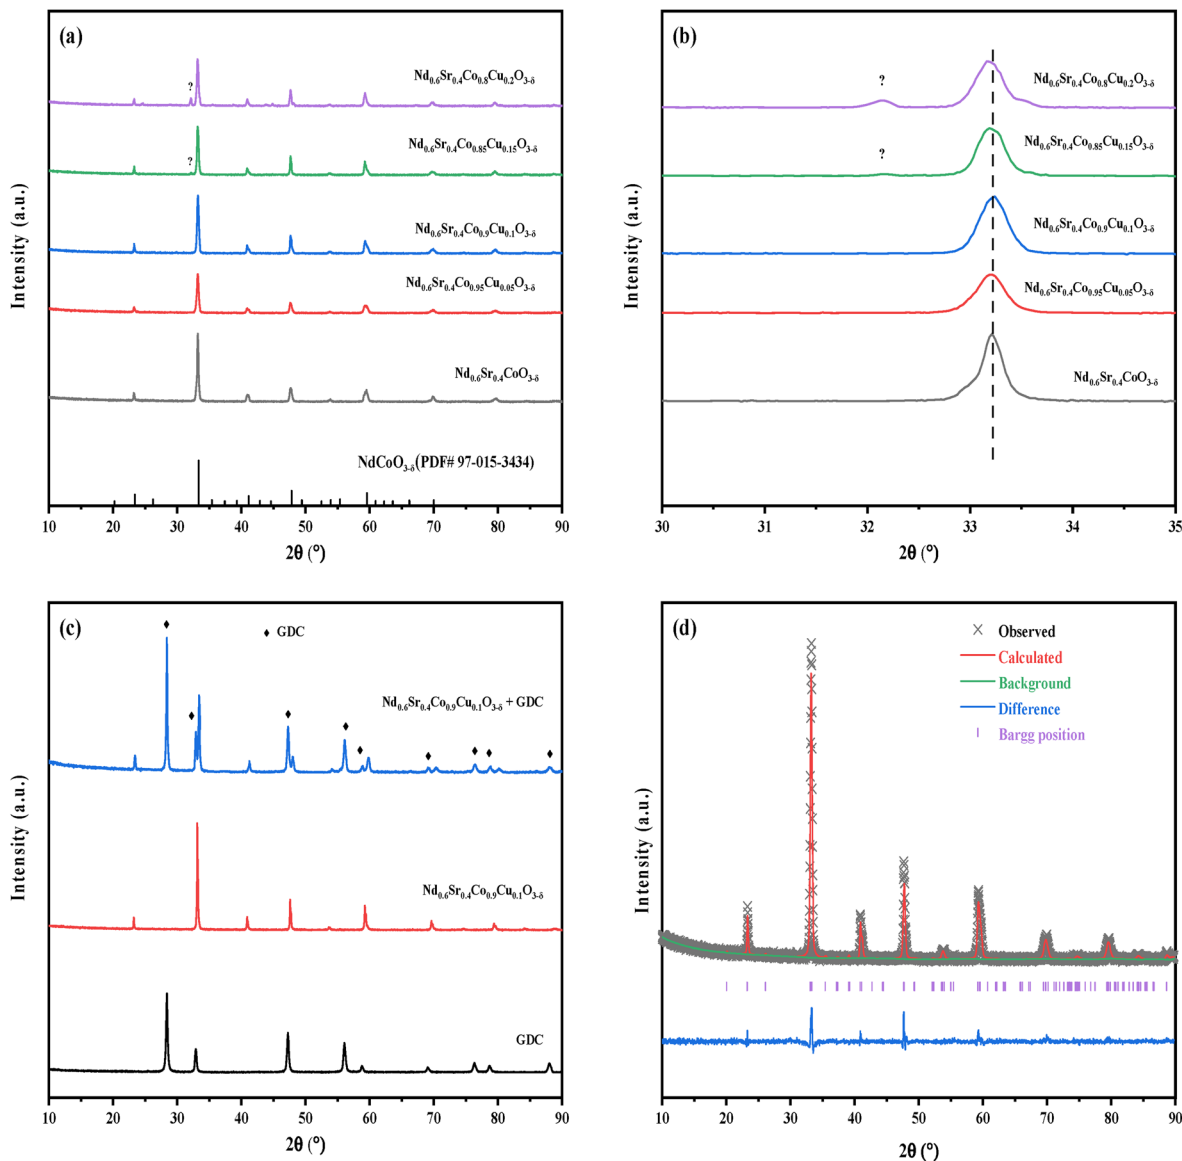 (a)
Nd0.6Sr0.4Co0.8Cu0.2O3-δ
?
Nd0.6Sr0.4Co0.85Cu0.15O3-δ
?
Nd0.6Sr0.4Co0.9Cu0.1O3-δ
Nd0.6Sr0.4Co0.95Cu0.05O3-δ
Nd0.6Sr0.4CoO3-δ
NdCoO3-δ(PDF# 97-015-3434)
Intensity (a.u.)
10 20 30 40 50 60 70 80 90
2θ (°)
(b)
Nd0.6Sr0.4Co0.8Cu0.2O3-δ
?
Nd0.6Sr0.4Co0.85Cu0.15O3-δ
?
Nd0.6Sr0.4Co0.9Cu0.1O3-δ
Nd0.6Sr0.4Co0.95Cu0.05O3-δ
Nd0.6Sr0.4CoO3-δ
Intensity (a.u.)
30 31 32 33 34 35
2θ (°)
(c)
GDC
Nd0.6Sr0.4Co0.9Cu0.1O3-δ + GDC
Nd0.6Sr0.4Co0.9Cu0.1O3-δ
GDC
Intensity (a.u.)
10 20 30 40 50 60 70 80 90
2θ (°)
(d)
Observed
Calculated
Background
Difference
Bargg position
Intensity (a.u.)
10 20 30 40 50 60 70 80 90
2θ (°)